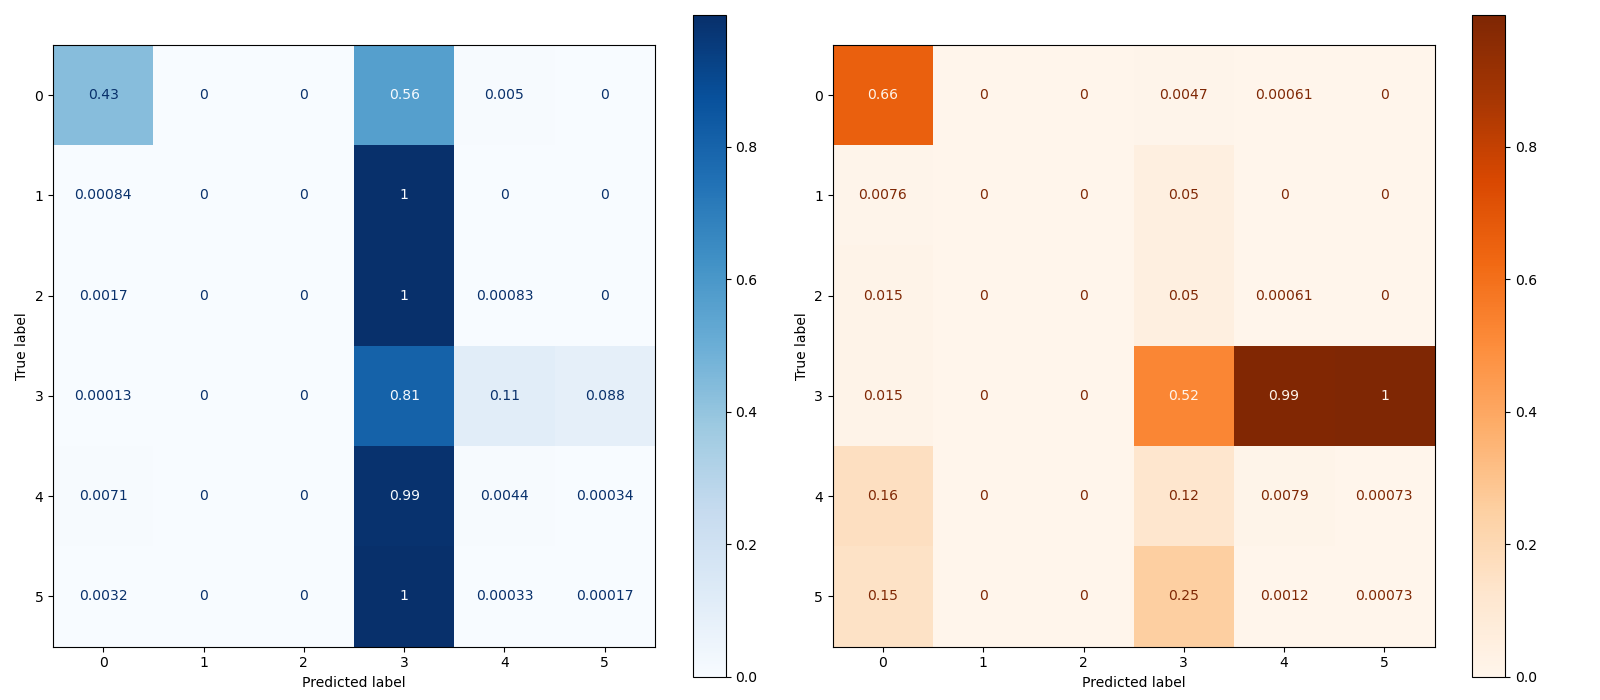 0 0.43 0 0 0.56 0.005 0
1 0.00084 0 0 1 0 0
2 0.0017 0 0 1 0.00083 0
3 0.00013 0 0 0.81 0.11 0.088
4 0.0071 0 0 0.99 0.0044 0.00034
5 0.0032 0 0 1 0.00033 0.00017
0 1 2 3 4 5
Predicted label
True label
0.8
0.6
0.4
0.2
0.0
0 0.66 0 0 0.0047 0.00061 0
1 0.0076 0 0 0.05 0 0
2 0.015 0 0 0.05 0.00061 0
3 0.015 0 0 0.52 0.99 1
4 0.16 0 0 0.12 0.0079 0.00073
5 0.15 0 0 0.25 0.0012 0.00073
0 1 2 3 4 5
Predicted label
True label
0.8
0.6
0.4
0.2
0.0